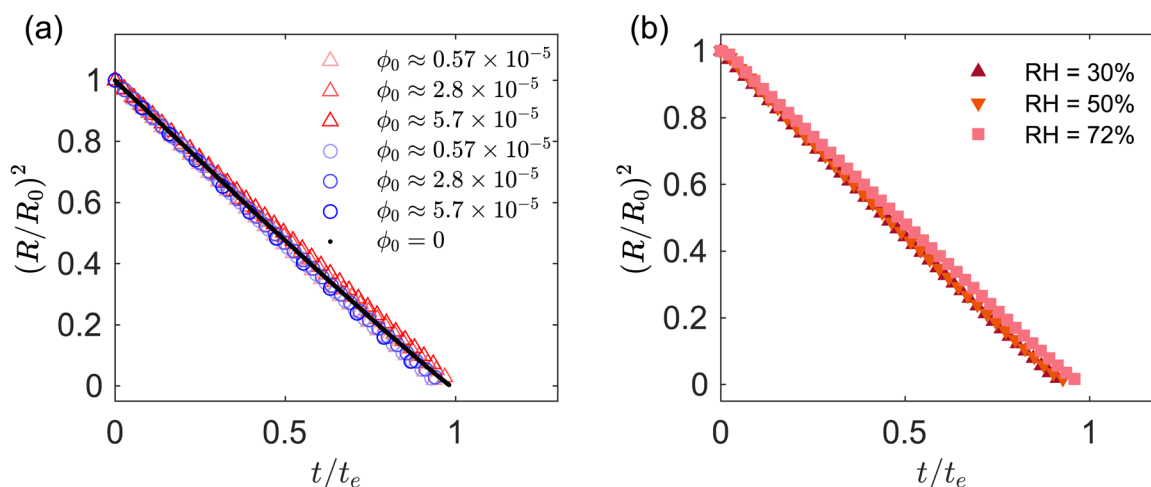 (a)
ϕ₀ ≈ 0.57 × 10⁻⁵
ϕ₀ ≈ 2.8 × 10⁻⁵
ϕ₀ ≈ 5.7 × 10⁻⁵
ϕ₀ ≈ 0.57 × 10⁻⁵
ϕ₀ ≈ 2.8 × 10⁻⁵
ϕ₀ ≈ 5.7 × 10⁻⁵
ϕ₀ = 0
1
0.8
0.6
0.4
0.2
0
(R/R₀)²
0 0.5 1
t/tₑ
(b)
RH = 30%
RH = 50%
RH = 72%
1
0.8
0.6
0.4
0.2
0
(R/R₀)²
0 0.5 1
t/tₑ